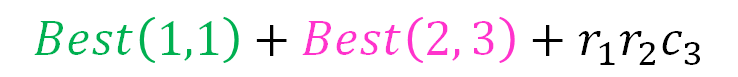 Best(1,1) + Best(2,3) + r₁r₂c₃